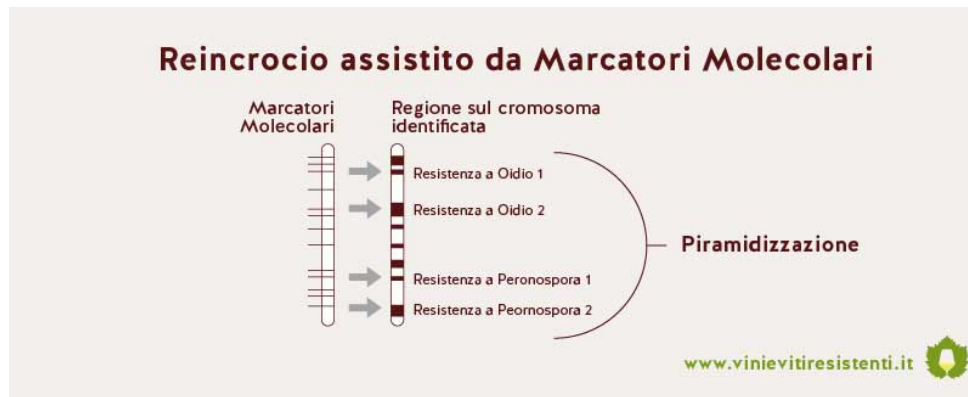 Reincrocio assistito da Marcatori Molecolari
Marcatori
Molecolari
Regione sul cromosoma
identificata
Resistenza a Oidio 1
Resistenza a Oidio 2
Piramidizzazione
Resistenza a Peronospora 1
Resistenza a Peornospora 2
www.vinievitiresistenti.it